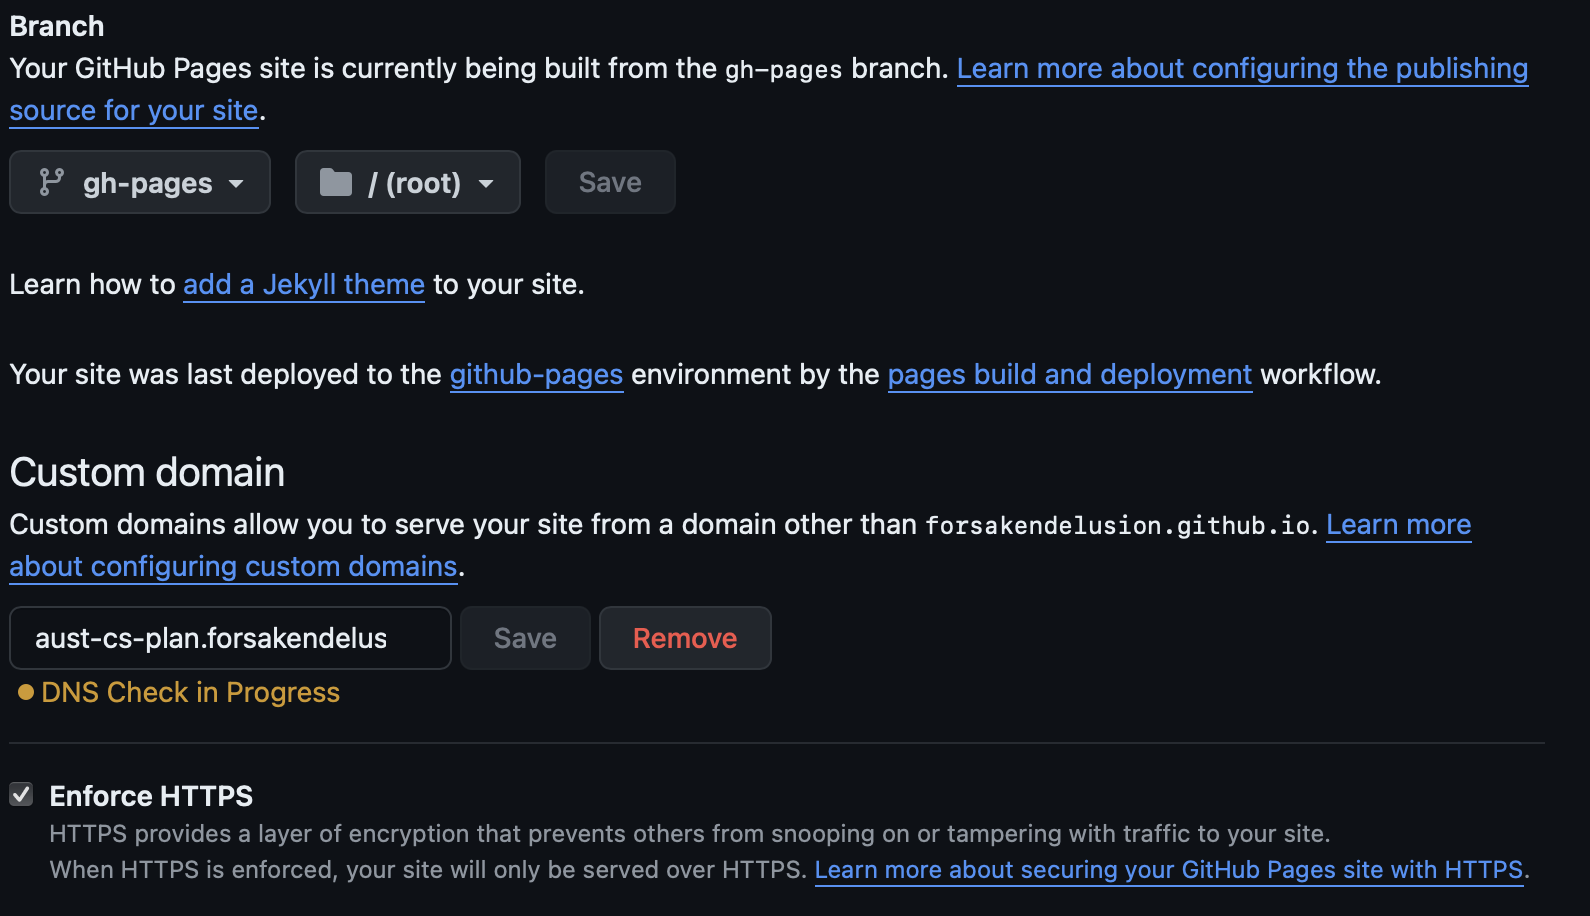 Branch
Your GitHub Pages site is currently being built from the gh-pages branch. Learn more about configuring the publishing
source for your site.
gh-pages / (root) Save
Learn how to add a Jekyll theme to your site.
Your site was last deployed to the github-pages environment by the pages build and deployment workflow.
Custom domain
Custom domains allow you to serve your site from a domain other than forsakendelusion.github.io. Learn more
about configuring custom domains.
aust-cs-plan.forsakendelus Save Remove
DNS Check in Progress
Enforce HTTPS
HTTPS provides a layer of encryption that prevents others from snooping on or tampering with traffic to your site.
When HTTPS is enforced, your site will only be served over HTTPS. Learn more about securing your GitHub Pages site with HTTPS.